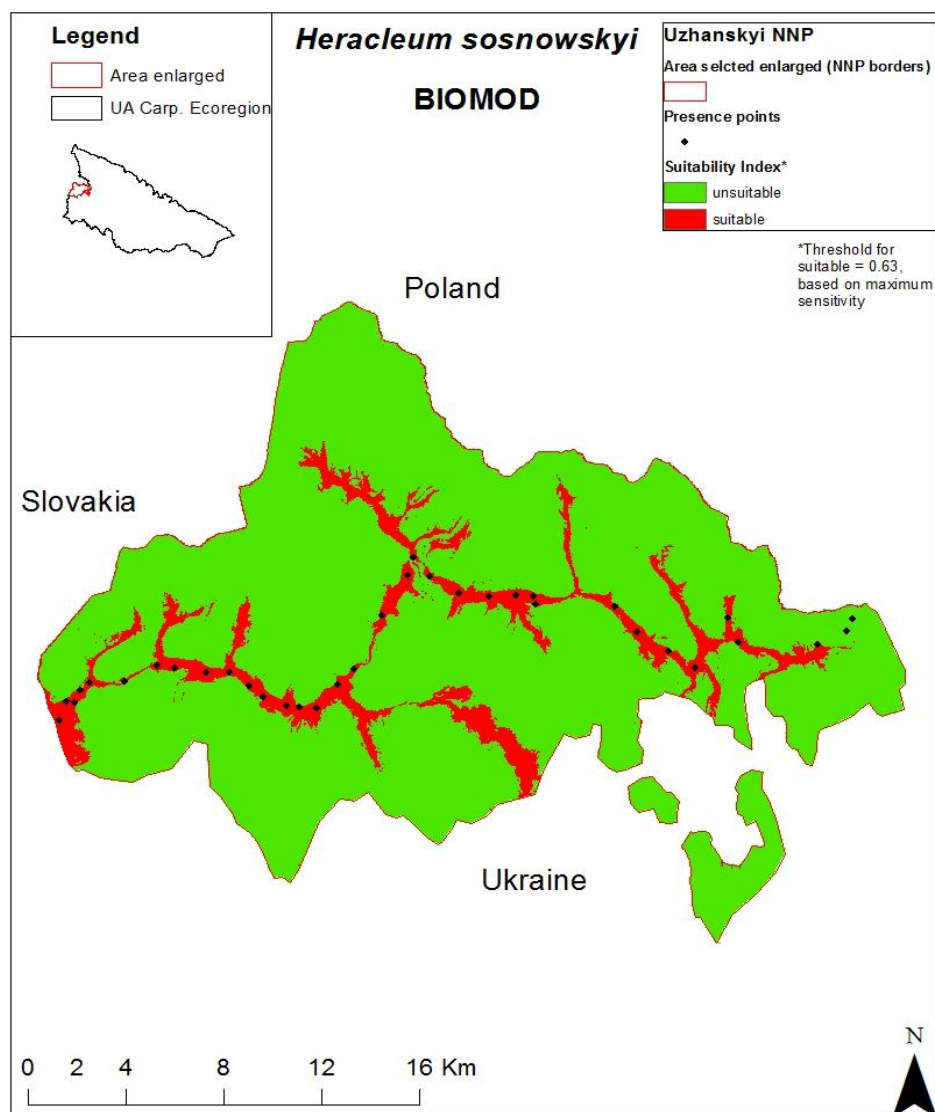 Legend
Area enlarged
UA Carp. Ecoregion
Heracleum sosnowskyi
BIOMOD
Uzhanskyi NNP
Area selcted enlarged (NNP borders)
Presence points
Suitability Index*
unsuitable
suitable
*Threshold for
suitable = 0.63,
based on maximum
sensitivity
Poland
Slovakia
Ukraine
N
0 2 4 8 12 16 Km